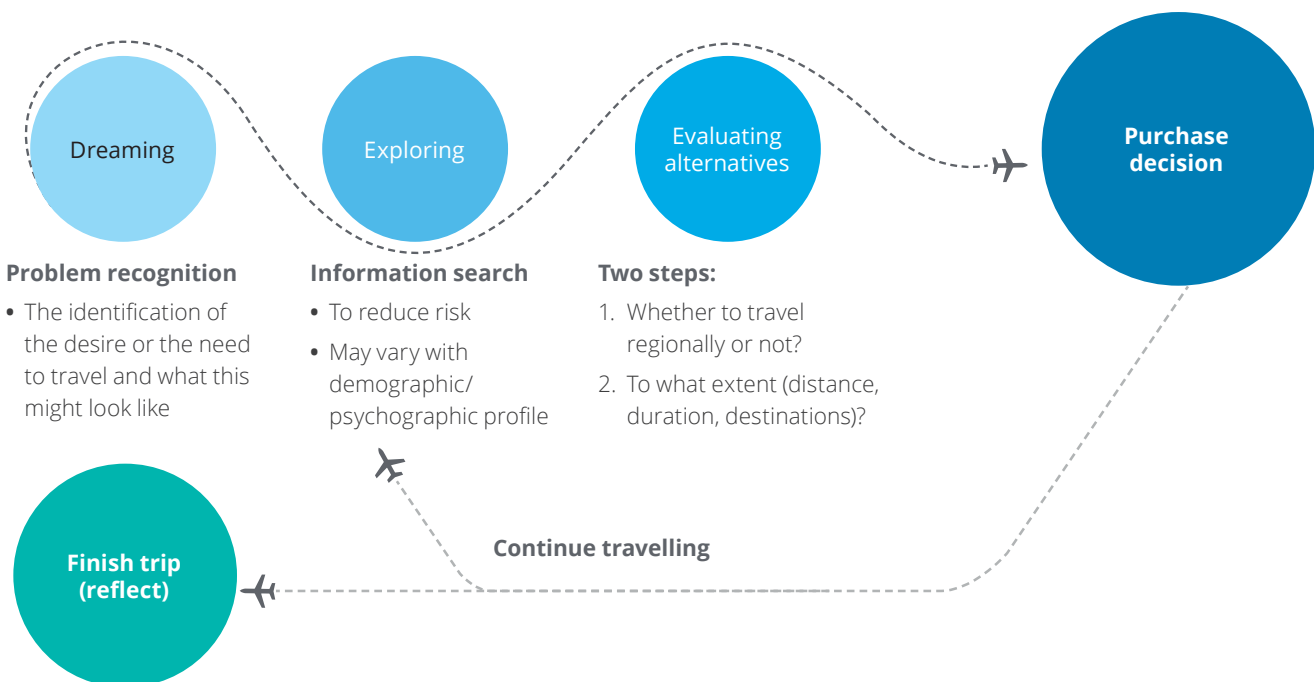 Dreaming
Exploring
Evaluating
alternatives
Purchase
decision
Problem recognition
• The identification of
the desire or the need
to travel and what this
might look like
Information search
• To reduce risk
• May vary with
demographic/
psychographic profile
Two steps:
1. Whether to travel
regionally or not?
2. To what extent (distance,
duration, destinations)?
Continue travelling
Finish trip
(reflect)